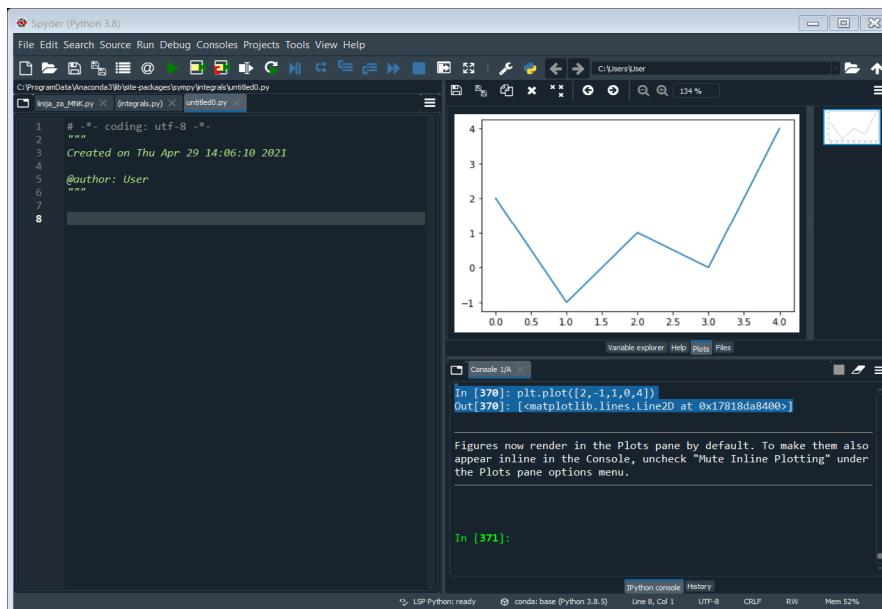 Spyder (Python 3.8)
File Edit Search Source Run Debug Consoles Projects Tools View Help
C:\Users\User
C:\ProgramData\Anaconda3\lib\site-packages\sympy\integrals\untitled0.py
linija_za_MNK.py (integrals.py) untitled0.py
134 %
1 # -*- coding: utf-8 -*-
2 """
3 Created on Thu Apr 29 14:06:10 2021
4
5 @author: User
6 """
7
8
4
3
2
1
0
−1
0.0 0.5 1.0 1.5 2.0 2.5 3.0 3.5 4.0
Variable explorer Help Plots Files
Console 1/A
In [370]: plt.plot([2,-1,1,0,4])
Out[370]: [<matplotlib.lines.Line2D at 0x17818da8400>]
Figures now render in the Plots pane by default. To make them also
appear inline in the Console, uncheck "Mute Inline Plotting" under
the Plots pane options menu.
In [371]:
IPython console History
LSP Python: ready conda: base (Python 3.8.5) Line 8, Col 1 UTF-8 CRLF RW Mem 52%